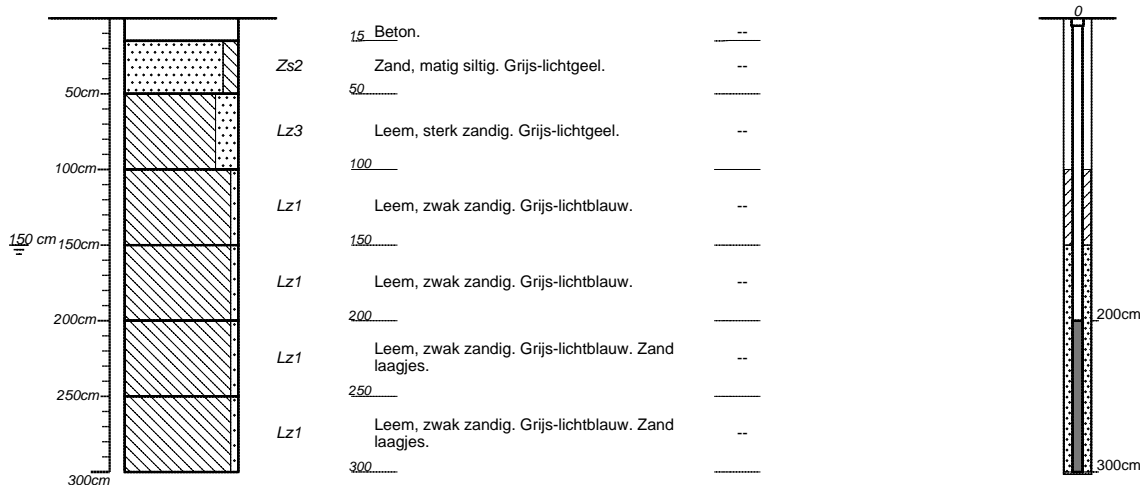 0
15 Beton. --
Zs2 Zand, matig siltig. Grijs-lichtgeel. --
50cm 50
Lz3 Leem, sterk zandig. Grijs-lichtgeel. --
100cm 100
Lz1 Leem, zwak zandig. Grijs-lichtblauw. --
150 cm 150cm 150
Lz1 Leem, zwak zandig. Grijs-lichtblauw. --
200cm 200 200cm
Lz1 Leem, zwak zandig. Grijs-lichtblauw. Zand
laagjes. --
250cm 250
Lz1 Leem, zwak zandig. Grijs-lichtblauw. Zand
laagjes. --
300cm 300 300cm